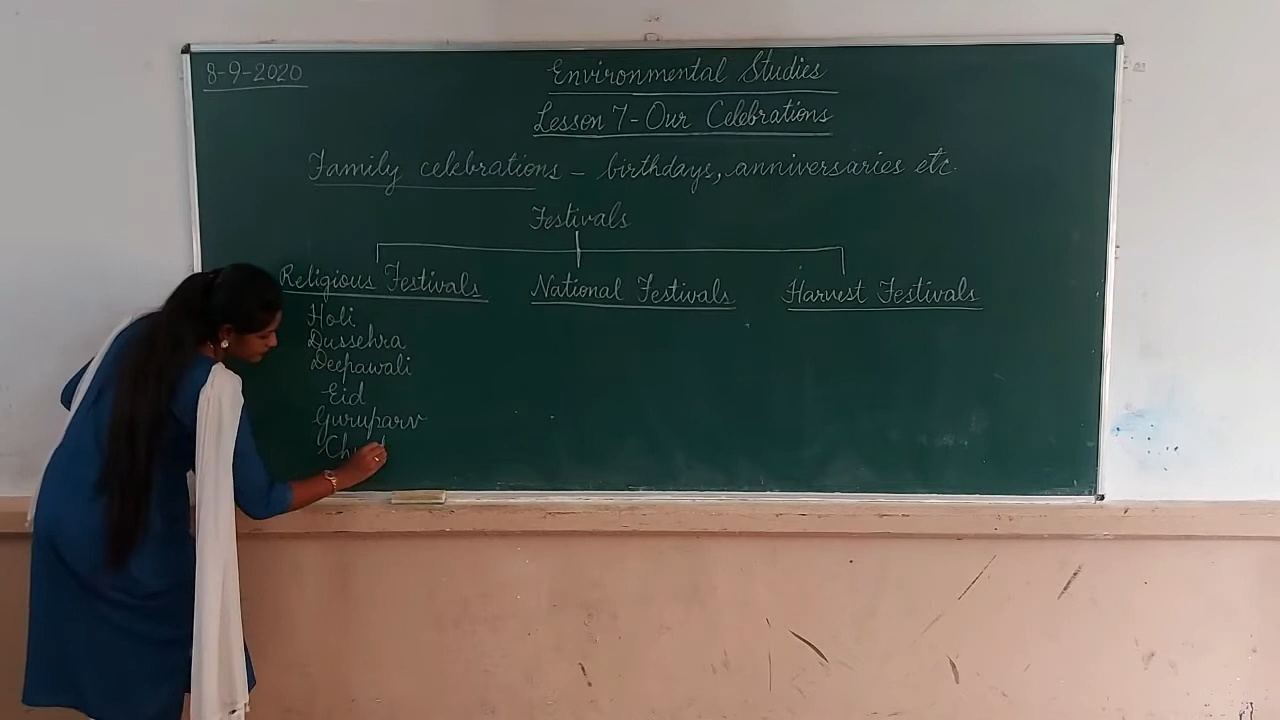 8-9-2020
Environmental Studies
Lesson 7 - Our Celebrations
Family celebrations - birthdays, anniversaries etc.
Festivals
Religious Festivals
National Festivals
Harvest Festivals
Holi
Dussehra
Deepawali
Eid
Guruparv